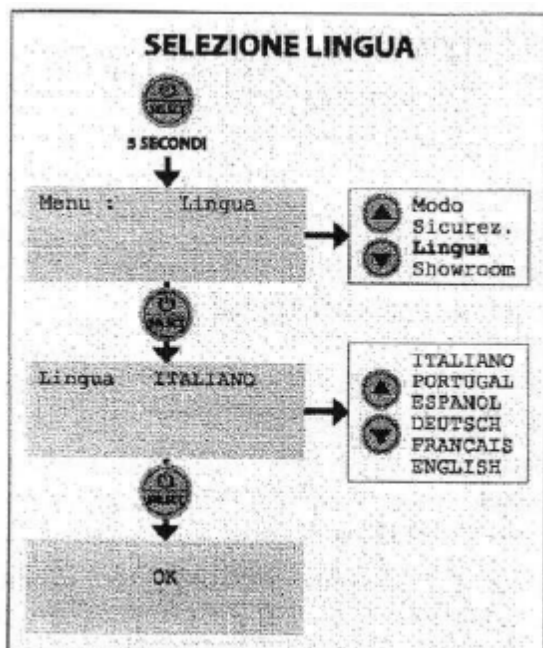 SELEZIONE LINGUA
SELECT
5 SECONDI
Menu : Lingua
Modo
Sicurez.
Lingua
Showroom
SELECT
Lingua ITALIANO
ITALIANO
PORTUGAL
ESPANOL
DEUTSCH
FRANÇAIS
ENGLISH
SELECT
OK